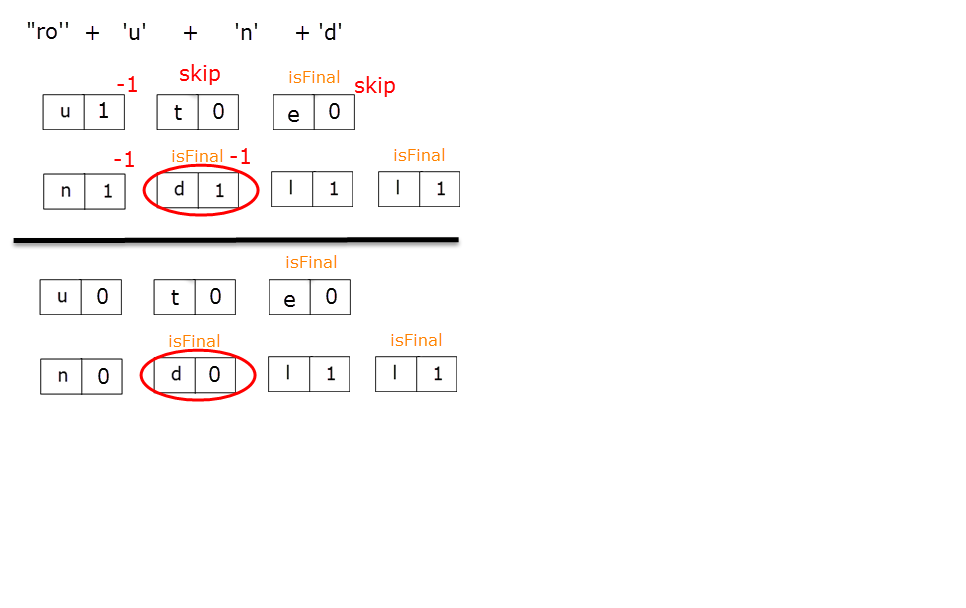 "ro'' + 'u' + 'n' + 'd'
-1 skip isFinal skip
u 1 t 0 e 0
-1 isFinal -1 isFinal
n 1 d 1 l 1 l 1
isFinal
u 0 t 0 e 0
isFinal isFinal
n 0 d 0 l 1 l 1